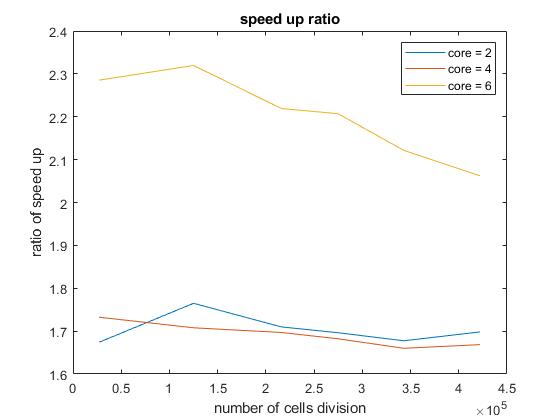 speed up ratio
2.4
2.3
2.2
2.1
2
1.9
1.8
1.7
1.6
ratio of speed up
core = 2
core = 4
core = 6
0 0.5 1 1.5 2 2.5 3 3.5 4 4.5
number of cells division
×10^5